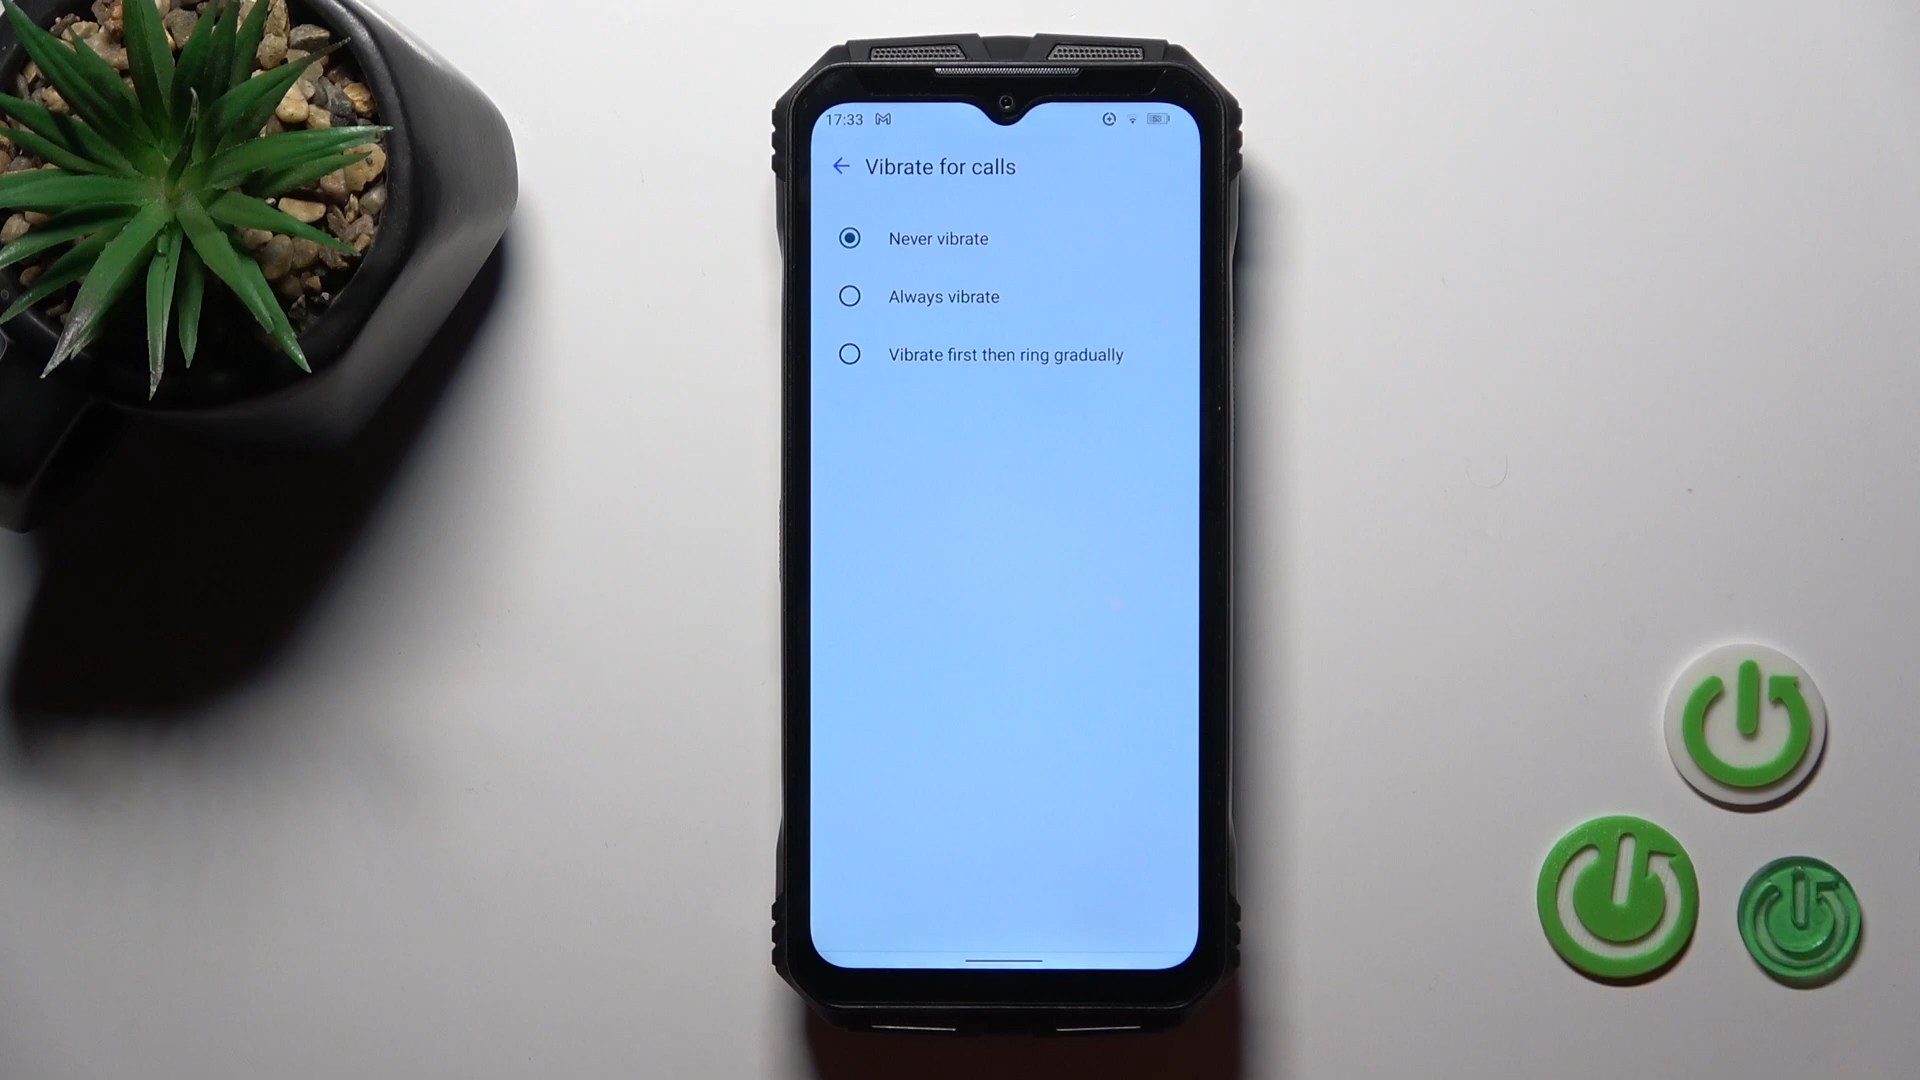 17:33
Vibrate for calls
Never vibrate
Always vibrate
Vibrate first then ring gradually